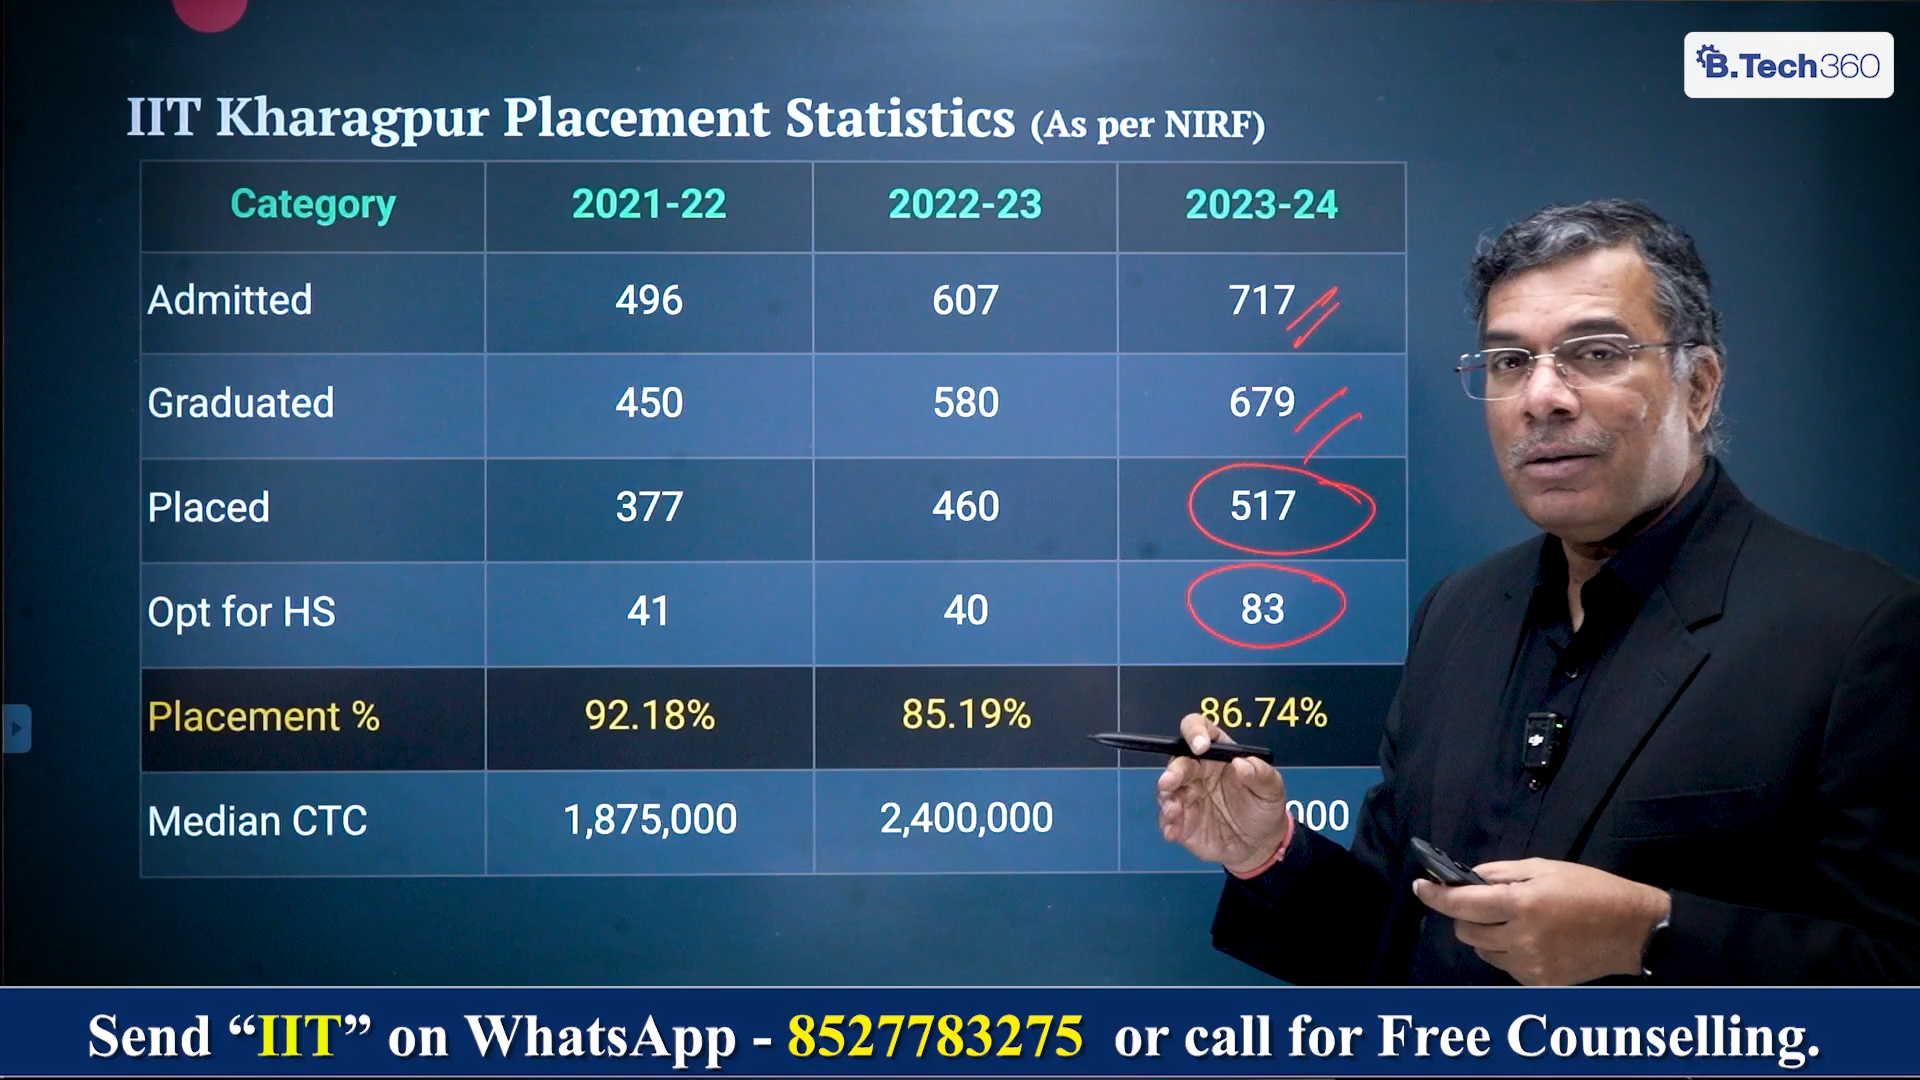 B.Tech360
IIT Kharagpur Placement Statistics (As per NIRF)
Category 2021-22 2022-23 2023-24
Admitted 496 607 717
Graduated 450 580 679
Placed 377 460 517
Opt for HS 41 40 83
Placement % 92.18% 85.19% 86.74%
Median CTC 1,875,000 2,400,000
Send “IIT” on WhatsApp - 8527783275 or call for Free Counselling.